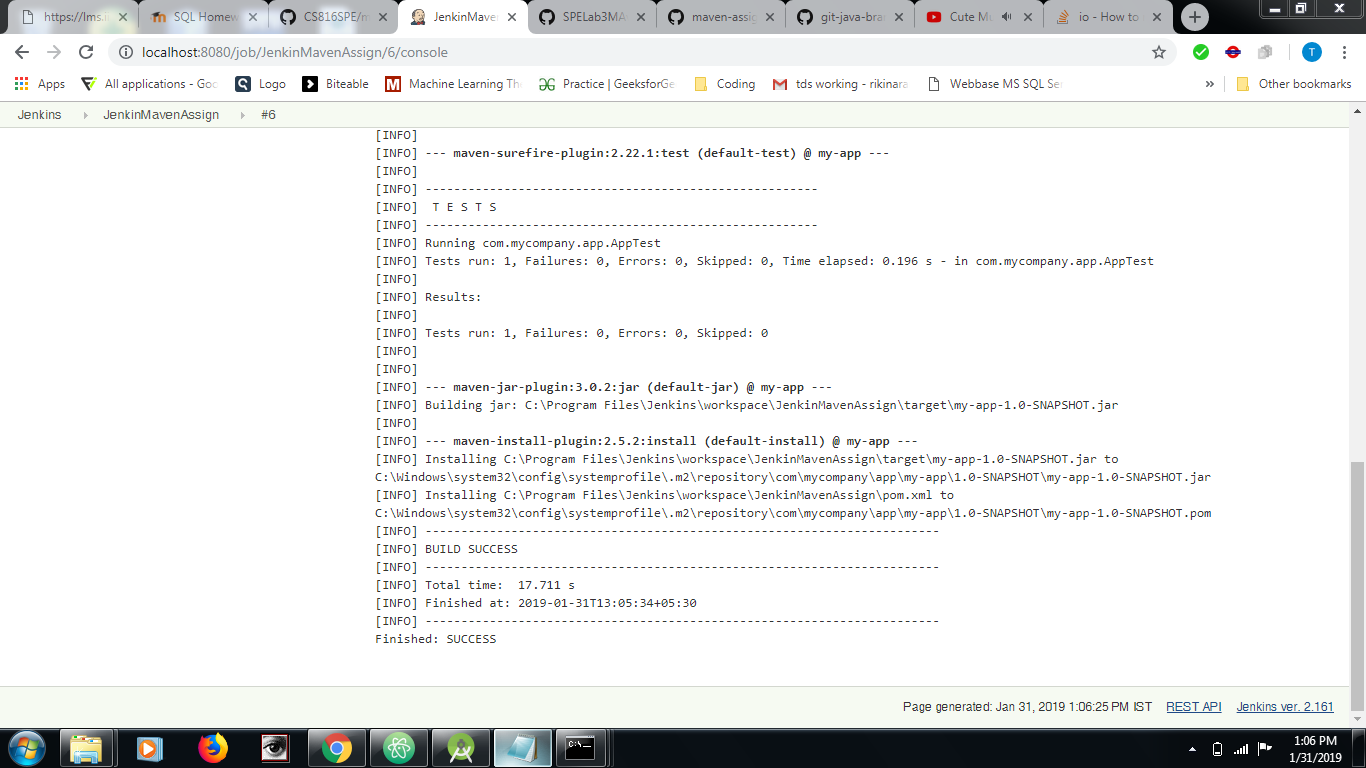 https://lms.i
SQL Homew
CS816SPE/m
JenkinMaven
SPELab3MA
maven-assig
git-java-bran
Cute Mu
io - How to
localhost:8080/job/JenkinMavenAssign/6/console
T
Apps
All applications - Goo
Logo
Biteable
Machine Learning Th
Practice | GeeksforGe
Coding
tds working - rikinara
Webbase MS SQL Ser
»
Other bookmarks
Jenkins
JenkinMavenAssign
#6
[INFO]
[INFO] --- maven-surefire-plugin:2.22.1:test (default-test) @ my-app ---
[INFO]
[INFO] -------------------------------------------------------
[INFO]  T E S T S
[INFO] -------------------------------------------------------
[INFO] Running com.mycompany.app.AppTest
[INFO] Tests run: 1, Failures: 0, Errors: 0, Skipped: 0, Time elapsed: 0.196 s - in com.mycompany.app.AppTest
[INFO]
[INFO] Results:
[INFO]
[INFO] Tests run: 1, Failures: 0, Errors: 0, Skipped: 0
[INFO]
[INFO]
[INFO] --- maven-jar-plugin:3.0.2:jar (default-jar) @ my-app ---
[INFO] Building jar: C:\Program Files\Jenkins\workspace\JenkinMavenAssign\target\my-app-1.0-SNAPSHOT.jar
[INFO]
[INFO] --- maven-install-plugin:2.5.2:install (default-install) @ my-app ---
[INFO] Installing C:\Program Files\Jenkins\workspace\JenkinMavenAssign\target\my-app-1.0-SNAPSHOT.jar to
C:\Windows\system32\config\systemprofile\.m2\repository\com\mycompany\app\my-app\1.0-SNAPSHOT\my-app-1.0-SNAPSHOT.jar
[INFO] Installing C:\Program Files\Jenkins\workspace\JenkinMavenAssign\pom.xml to
C:\Windows\system32\config\systemprofile\.m2\repository\com\mycompany\app\my-app\1.0-SNAPSHOT\my-app-1.0-SNAPSHOT.pom
[INFO] ------------------------------------------------------------------------
[INFO] BUILD SUCCESS
[INFO] ------------------------------------------------------------------------
[INFO] Total time:  17.711 s
[INFO] Finished at: 2019-01-31T13:05:34+05:30
[INFO] ------------------------------------------------------------------------
Finished: SUCCESS
Page generated: Jan 31, 2019 1:06:25 PM IST
REST API
Jenkins ver. 2.161
C:\_
1:06 PM
1/31/2019